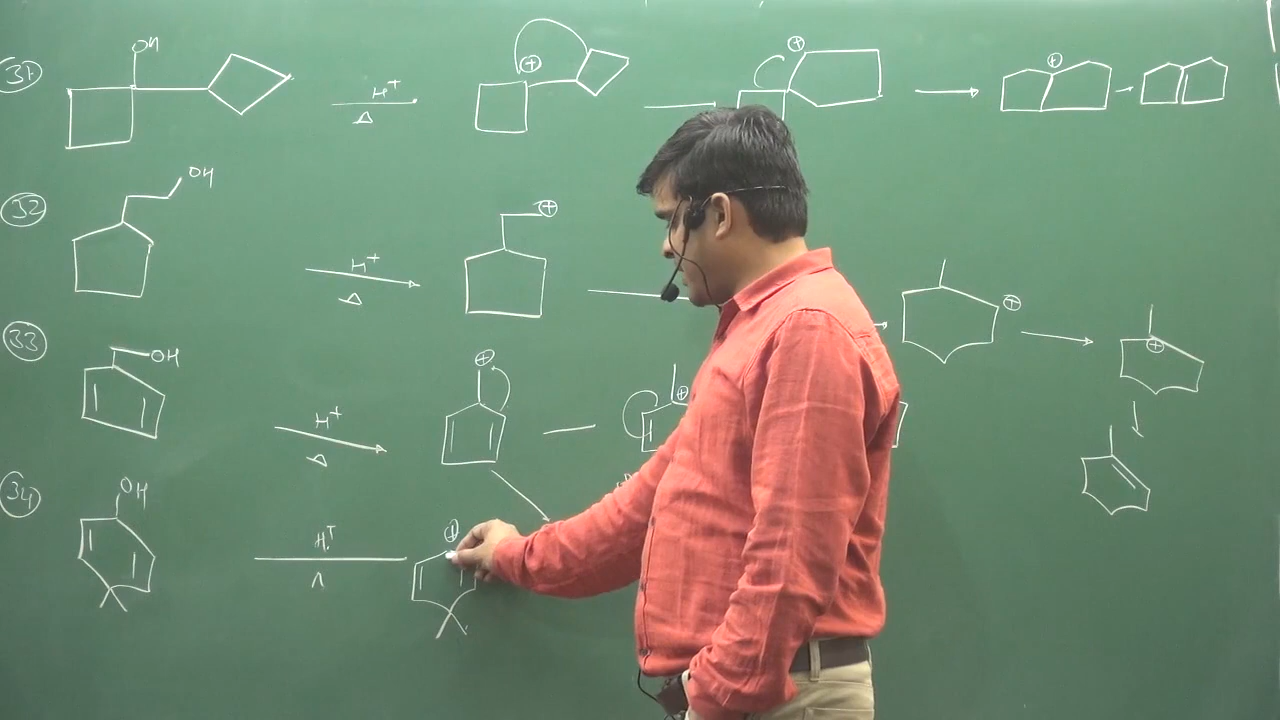 31 OH H⁺ Δ ⊕ ⊕ ⊕
32 OH H⁺ Δ ⊕ ⊕ ⊕
33 OH H⁺ Δ ⊕ ⊕
34 OH H⁺ Δ ⊕